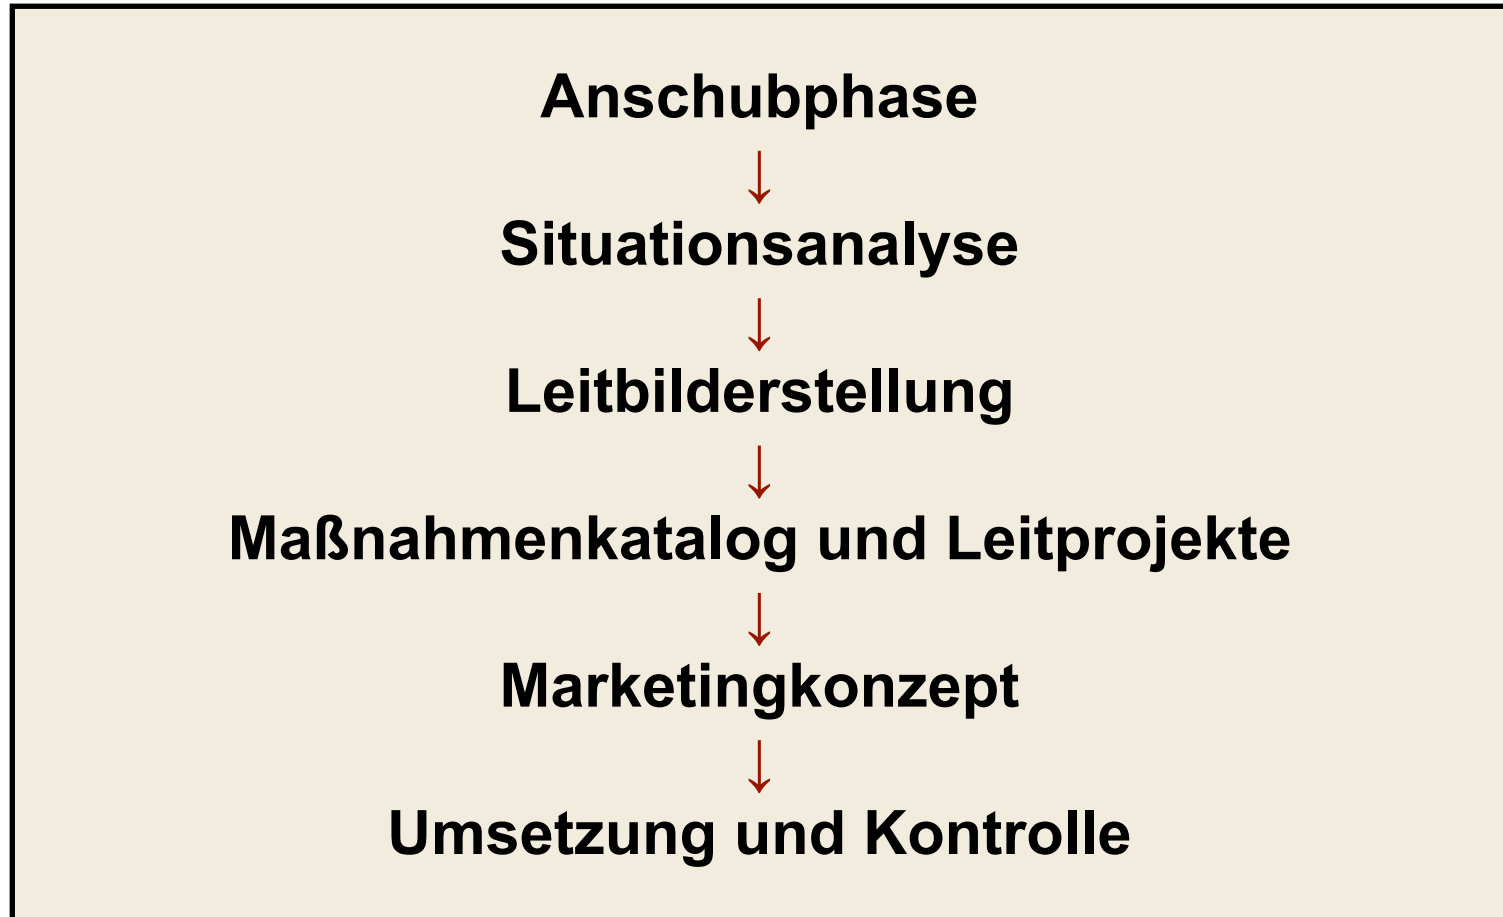 Anschubphase
↓
Situationsanalyse
↓
Leitbilderstellung
↓
Maßnahmenkatalog und Leitprojekte
↓
Marketingkonzept
↓
Umsetzung und Kontrolle